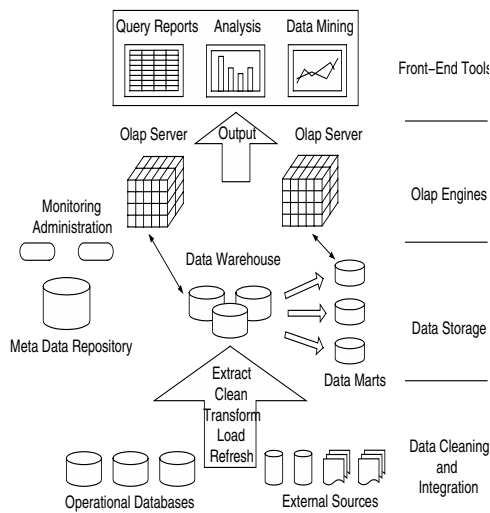 Query Reports
Analysis
Data Mining
Front–End Tools
Olap Server
Output
Olap Server
Olap Engines
Monitoring
Administration
Data Warehouse
Meta Data Repository
Data Storage
Data Marts
Extract
Clean
Transform
Load
Refresh
Data Cleaning
and
Integration
Operational Databases
External Sources